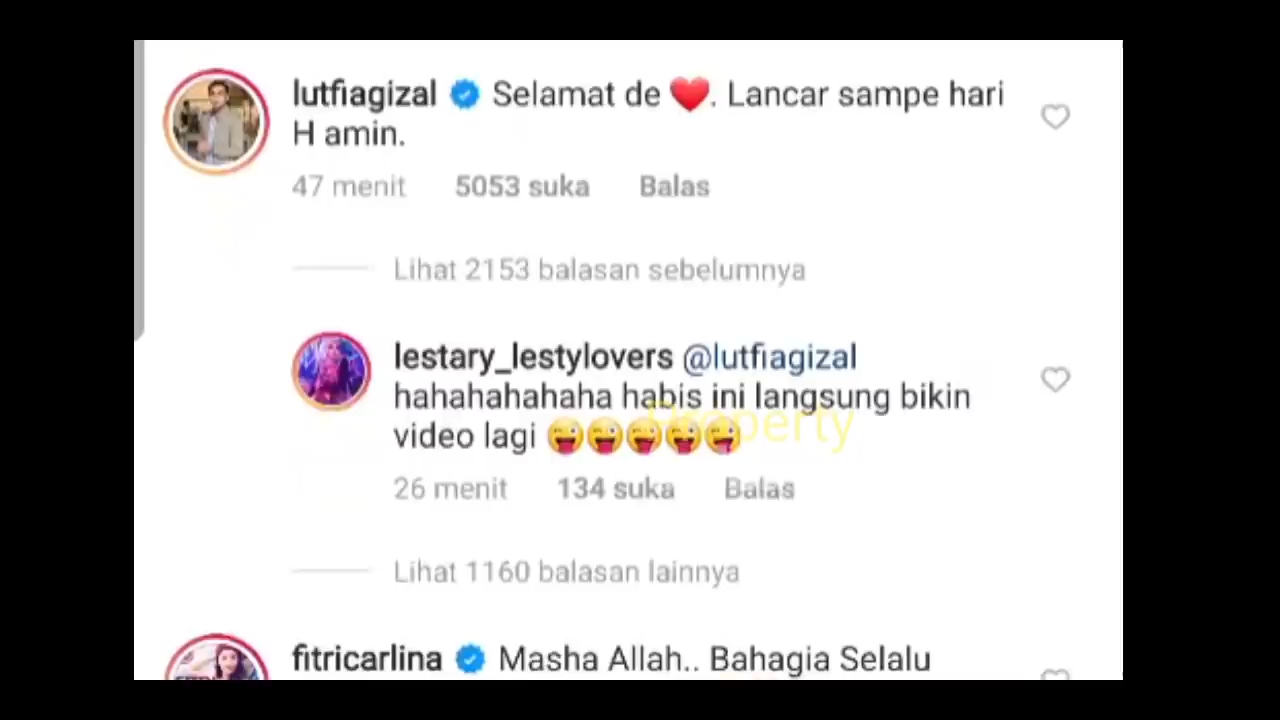 lutfiagizal Selamat de ❤️. Lancar sampe hari
H amin.
47 menit 5053 suka Balas
Lihat 2153 balasan sebelumnya
lestary_lestylovers @lutfiagizal
hahahahahaha habis ini langsung bikin
video lagi 😜😜😜😜😜
Property
26 menit 134 suka Balas
Lihat 1160 balasan lainnya
fitricarlina Masha Allah.. Bahagia Selalu